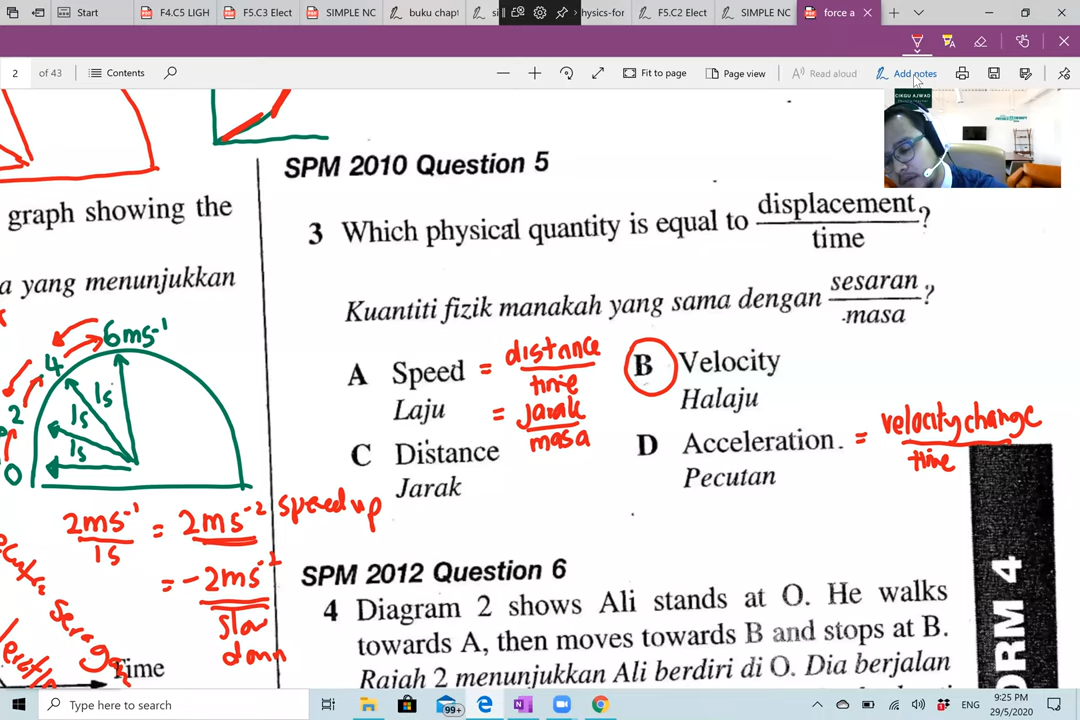 Start
F4.C5 LIGH
F5.C3 Elect
SIMPLE NC
buku chapt
F5.C2 Elect
SIMPLE NC
force a
2 of 43
Contents
Fit to page
Page view
Read aloud
Add notes
CIKGU AJWAD
SPM 2010 Question 5
graph showing the
3 Which physical quantity is equal to displacement / time?
a yang menunjukkan
Kuantiti fizik manakah yang sama dengan sesaran / masa?
6ms⁻¹
4
2
0
1s
1s
1s
A Speed = distance / time
Laju = jarak / masa
B Velocity
Halaju
C Distance
Jarak
D Acceleration. = velocity change / time
Pecutan
2ms⁻¹ / 1s = 2ms⁻² speed up
= -2ms⁻²
slow
down
Time
SPM 2012 Question 6
4 Diagram 2 shows Ali stands at O. He walks
towards A, then moves towards B and stops at B.
Rajah 2 menunjukkan Ali berdiri di O. Dia berjalan
ORM 4
Type here to search
99+
ENG
9:25 PM
29/5/2020